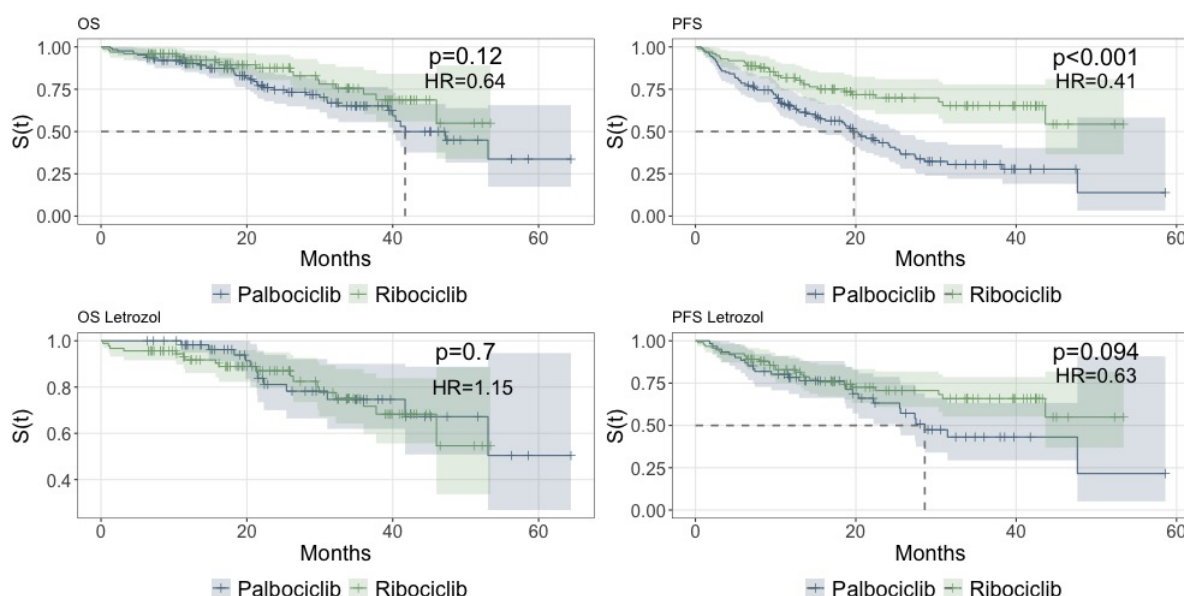 OS
1.00
0.75
0.50
0.25
0.00
S(t)
p=0.12
HR=0.64
0 20 40 60
Months
Palbociclib Ribociclib
PFS
1.00
0.75
0.50
0.25
0.00
S(t)
p<0.001
HR=0.41
0 20 40 60
Months
Palbociclib Ribociclib
OS Letrozol
1.0
0.8
0.6
0.4
S(t)
p=0.7
HR=1.15
0 20 40 60
Months
Palbociclib Ribociclib
PFS Letrozol
1.00
0.75
0.50
0.25
0.00
S(t)
p=0.094
HR=0.63
0 20 40 60
Months
Palbociclib Ribociclib